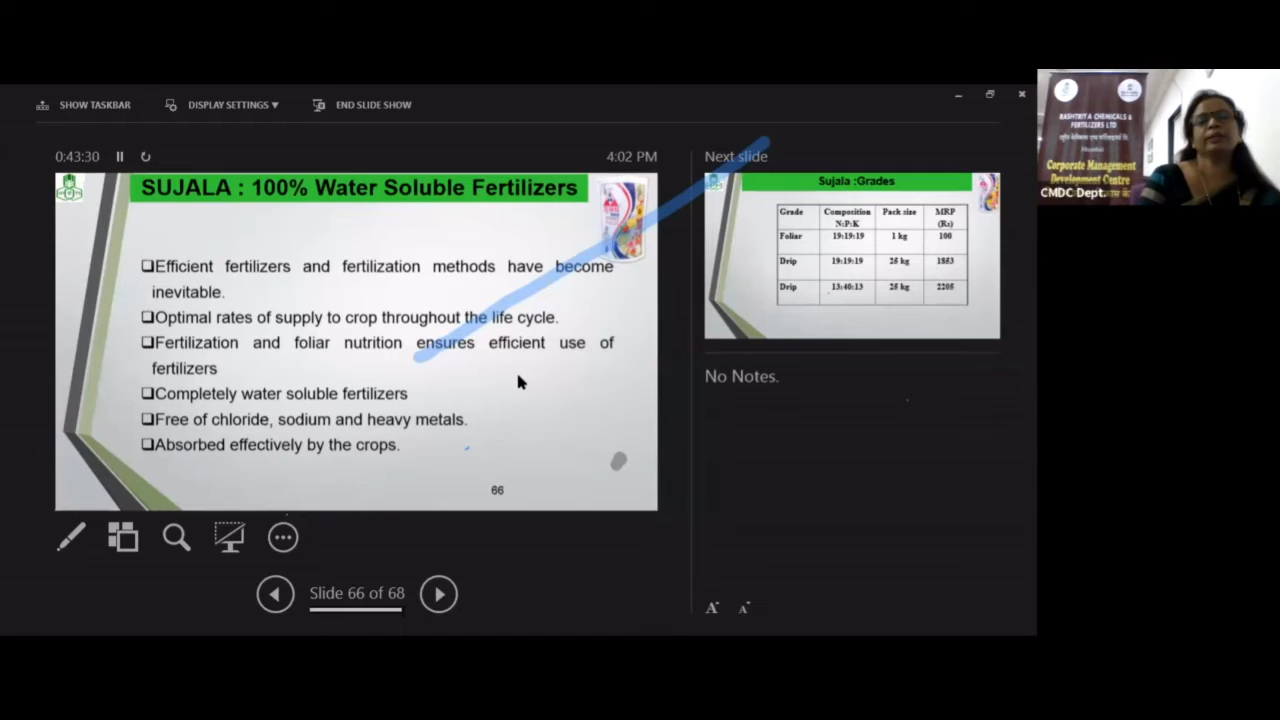 SHOW TASKBAR
DISPLAY SETTINGS ▼
END SLIDE SHOW
0:43:30
4:02 PM
Next slide
SUJALA : 100% Water Soluble Fertilizers
❑Efficient fertilizers and fertilization methods have become
inevitable.
❑Optimal rates of supply to crop throughout the life cycle.
❑Fertilization and foliar nutrition ensures efficient use of
fertilizers
❑Completely water soluble fertilizers
❑Free of chloride, sodium and heavy metals.
❑Absorbed effectively by the crops.
66
Slide 66 of 68
Sujala :Grades
Grade Composition N:P:K Pack size MRP (Rs)
Foliar 19:19:19 1 kg 100
Drip 19:19:19 25 kg 1853
Drip 13:40:13 25 kg 2205
No Notes.
A A
RASHTRIYA CHEMICALS &
FERTILIZERS LTD
Corporate Management
Development Centre
CMDC Dept.